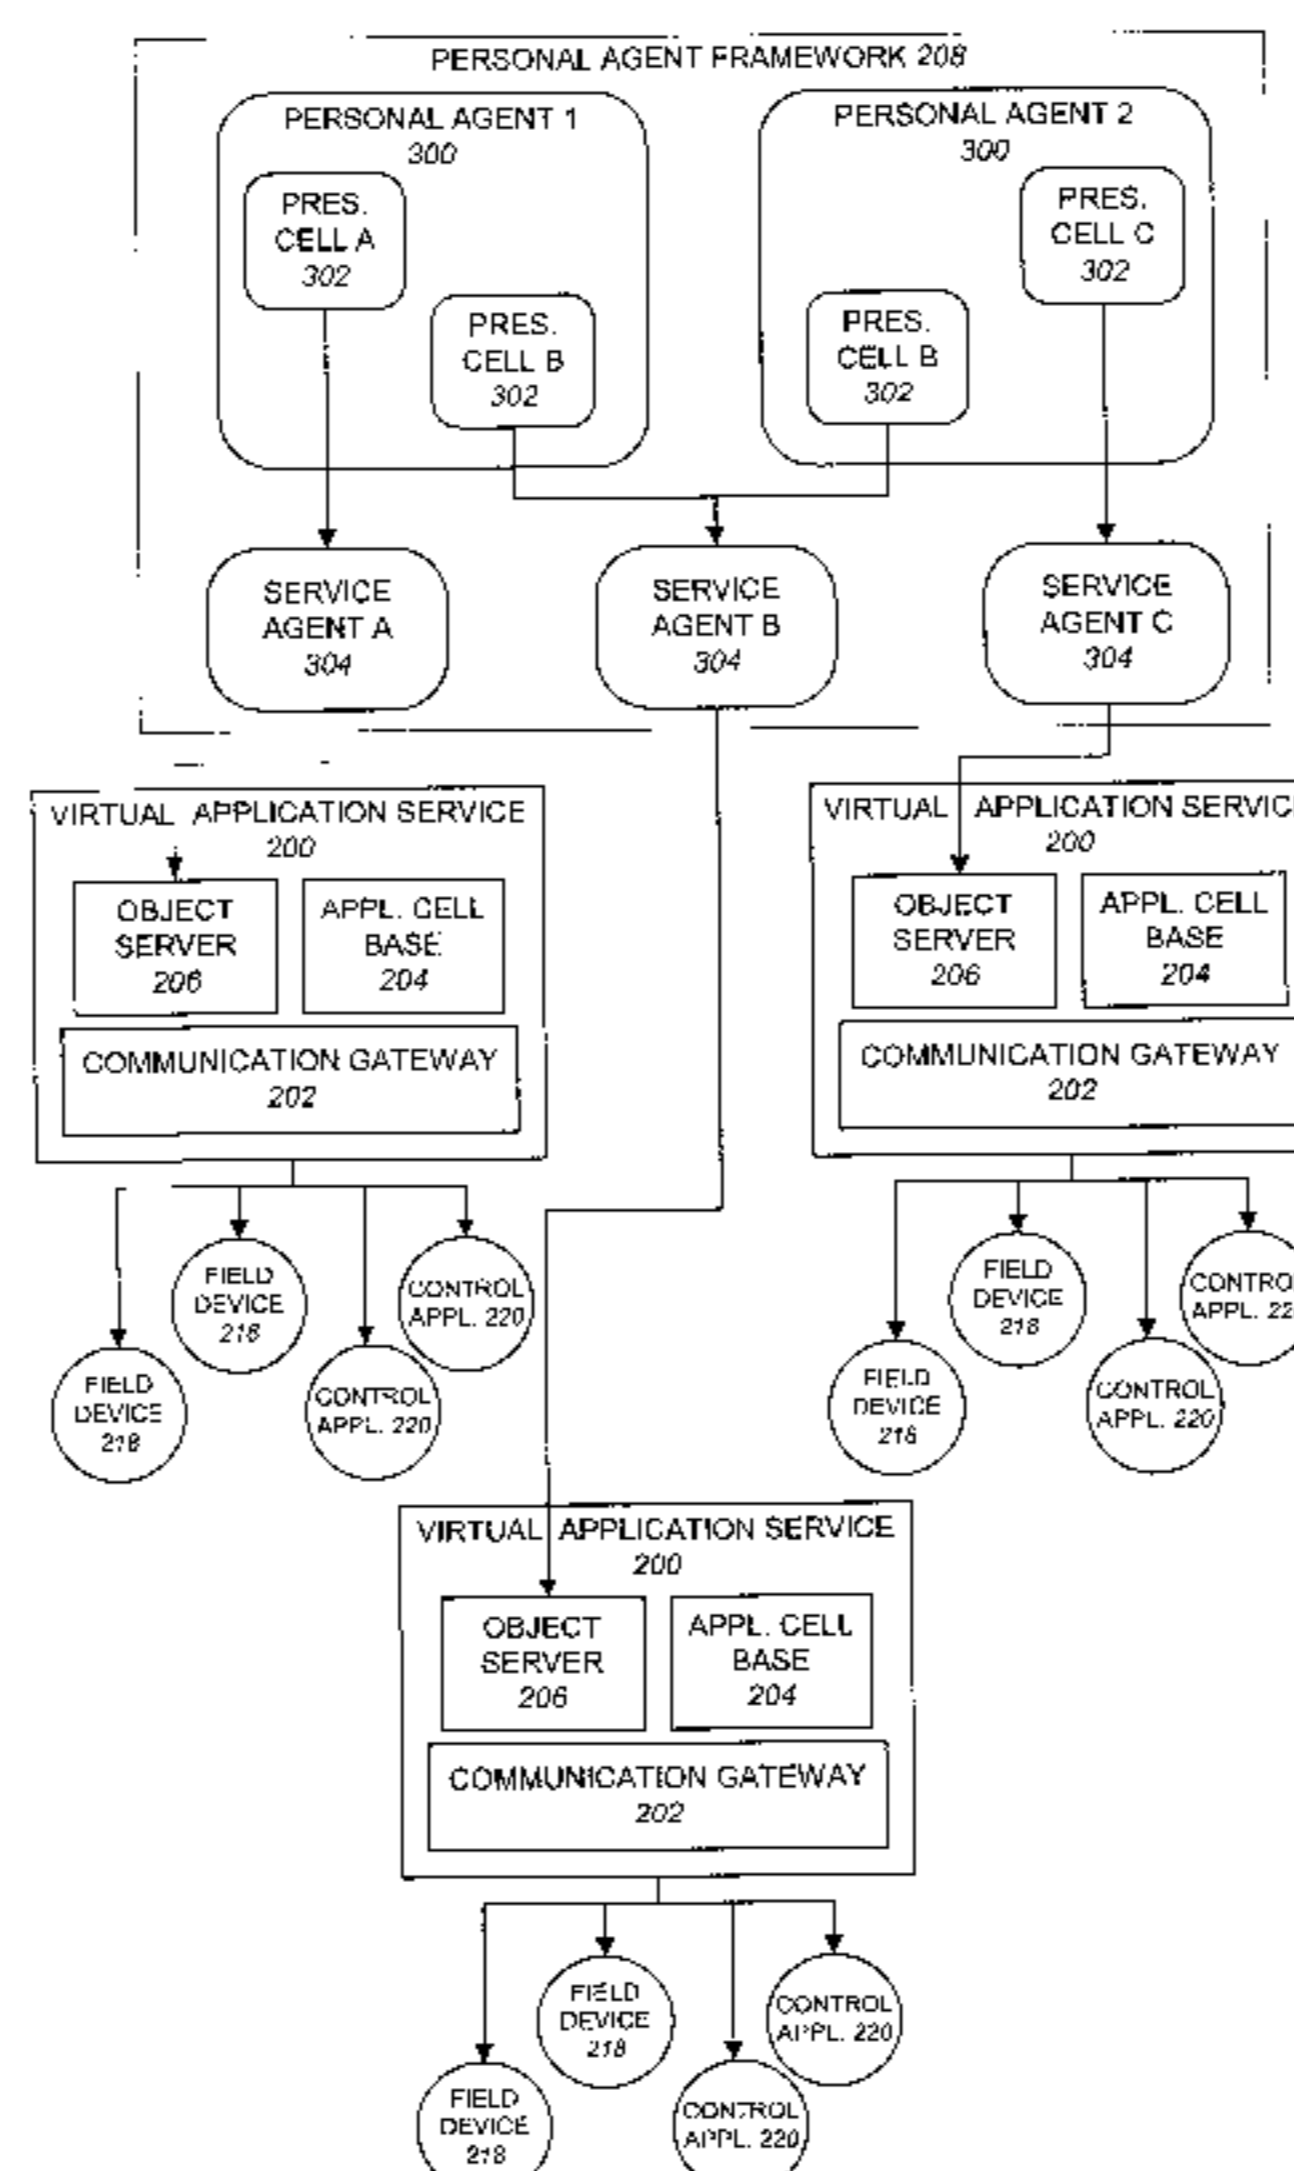 PERSONAL AGENT FRAMEWORK 208
PERSONAL AGENT 1
300
PRES.
CELL A
302
PRES.
CELL B
302
PERSONAL AGENT 2
300
PRES.
CELL C
302
PRES.
CELL B
302
SERVICE
AGENT A
304
SERVICE
AGENT B
304
SERVICE
AGENT C
304
VIRTUAL APPLICATION SERVICE
200
OBJECT
SERVER
206
APPL. CELL
BASE
204
COMMUNICATION GATEWAY
202
FIELD
DEVICE
218
FIELD
DEVICE
218
CONTROL
APPL. 220
CONTROL
APPL. 220
VIRTUAL APPLICATION SERVIC
200
OBJECT
SERVER
206
APPL. CELL
BASE
204
COMMUNICATION GATEWAY
202
FIELD
DEVICE
218
FIELD
DEVICE
218
CONTROL
APPL. 220
CONTRO
APPL. 22
VIRTUAL APPLICATION SERVICE
200
OBJECT
SERVER
206
APPL. CELL
BASE
204
COMMUNICATION GATEWAY
202
FIELD
DEVICE
218
FIELD
DEVICE
218
CONTROL
APPL. 220
CONTROL
APPL. 220